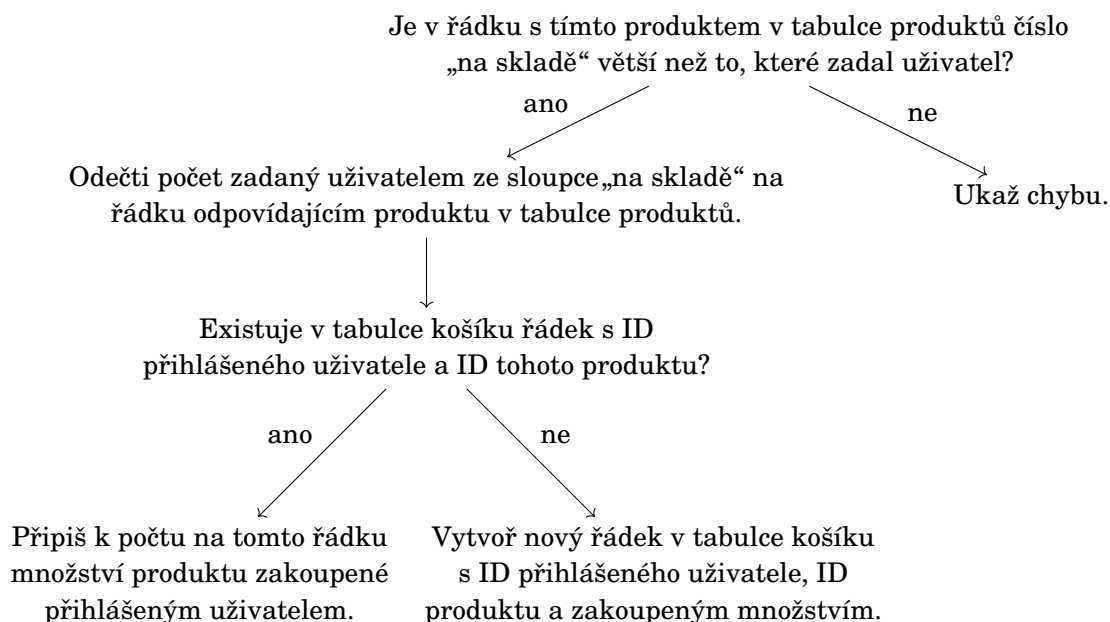 Je v řádku s tímto produktem v tabulce produktů číslo
„na skladě“ větší než to, které zadal uživatel?
ano
ne
Odečti počet zadaný uživatelem ze sloupce„na skladě“ na
řádku odpovídajícím produktu v tabulce produktů.
Ukaž chybu.
Existuje v tabulce košíku řádek s ID
přihlášeného uživatele a ID tohoto produktu?
ano
ne
Připiš k počtu na tomto řádku
množství produktu zakoupené
přihlášeným uživatelem.
Vytvoř nový řádek v tabulce košíku
s ID přihlášeného uživatele, ID
produktu a zakoupeným množstvím.